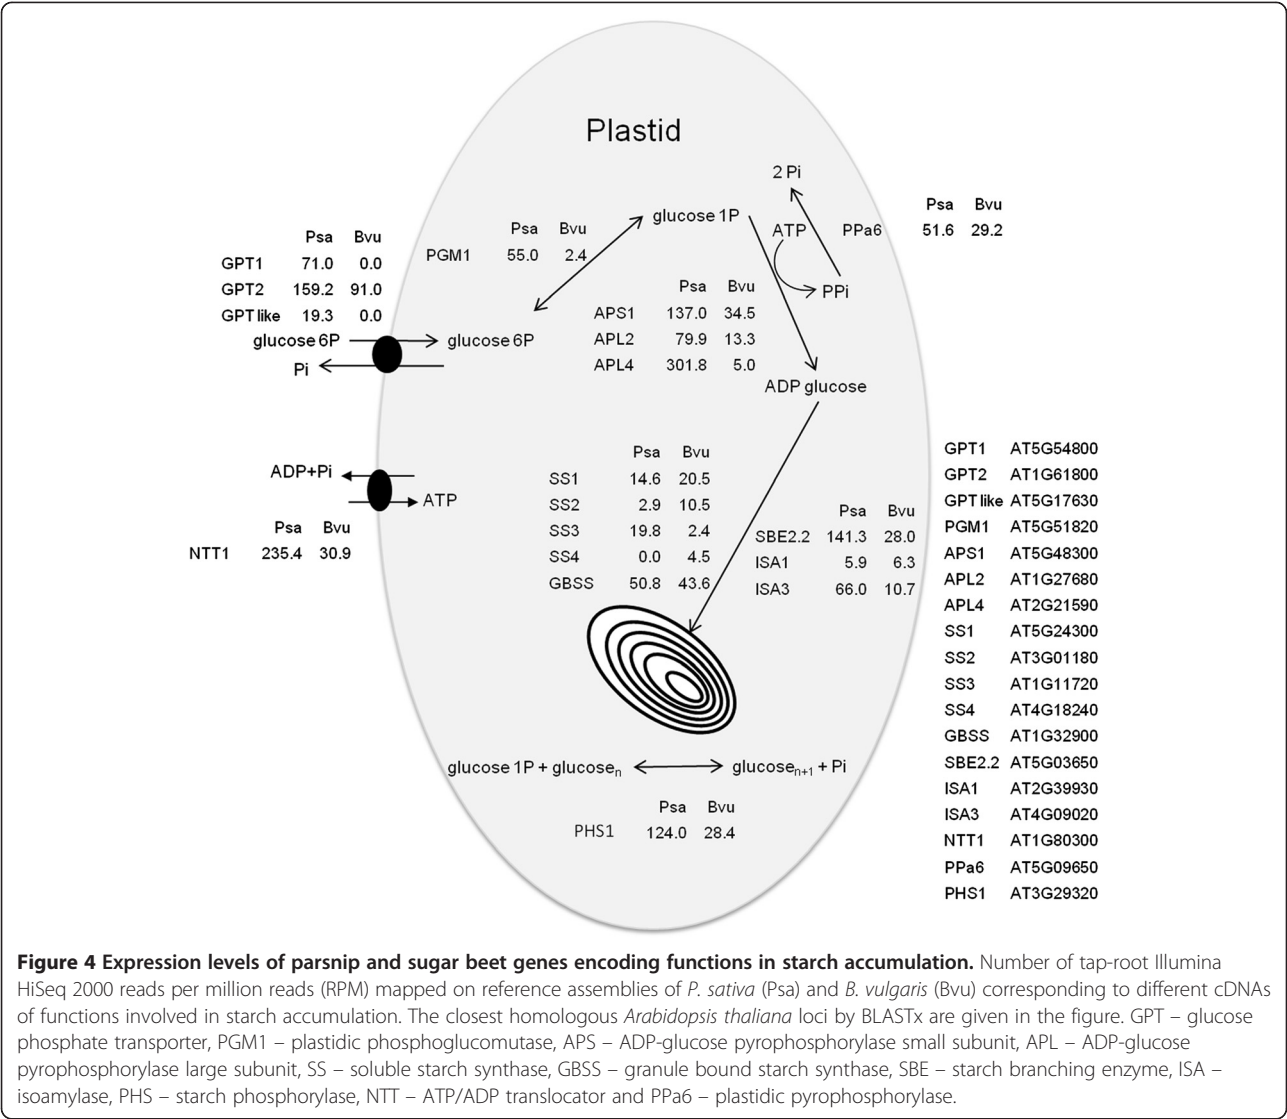 Plastid
2 Pi
glucose 1P
ATP
PPi
PPa6
Psa Bvu
51.6 29.2
Psa Bvu
PGM1 55.0 2.4
Psa Bvu
GPT1 71.0 0.0
GPT2 159.2 91.0
GPT like 19.3 0.0
glucose 6P glucose 6P
Pi
Psa Bvu
APS1 137.0 34.5
APL2 79.9 13.3
APL4 301.8 5.0
ADP glucose
ADP+Pi
ATP
Psa Bvu
NTT1 235.4 30.9
Psa Bvu
SS1 14.6 20.5
SS2 2.9 10.5
SS3 19.8 2.4
SS4 0.0 4.5
GBSS 50.8 43.6
Psa Bvu
SBE2.2 141.3 28.0
ISA1 5.9 6.3
ISA3 66.0 10.7
glucose 1P + glucosen glucosen+1 + Pi
Psa Bvu
PHS1 124.0 28.4
GPT1 AT5G54800
GPT2 AT1G61800
GPT like AT5G17630
PGM1 AT5G51820
APS1 AT5G48300
APL2 AT1G27680
APL4 AT2G21590
SS1 AT5G24300
SS2 AT3G01180
SS3 AT1G11720
SS4 AT4G18240
GBSS AT1G32900
SBE2.2 AT5G03650
ISA1 AT2G39930
ISA3 AT4G09020
NTT1 AT1G80300
PPa6 AT5G09650
PHS1 AT3G29320
Figure 4 Expression levels of parsnip and sugar beet genes encoding functions in starch accumulation. Number of tap-root Illumina
HiSeq 2000 reads per million reads (RPM) mapped on reference assemblies of P. sativa (Psa) and B. vulgaris (Bvu) corresponding to different cDNAs
of functions involved in starch accumulation. The closest homologous Arabidopsis thaliana loci by BLASTx are given in the figure. GPT – glucose
phosphate transporter, PGM1 – plastidic phosphoglucomutase, APS – ADP-glucose pyrophosphorylase small subunit, APL – ADP-glucose
pyrophosphorylase large subunit, SS – soluble starch synthase, GBSS – granule bound starch synthase, SBE – starch branching enzyme, ISA –
isoamylase, PHS – starch phosphorylase, NTT – ATP/ADP translocator and PPa6 – plastidic pyrophosphorylase.